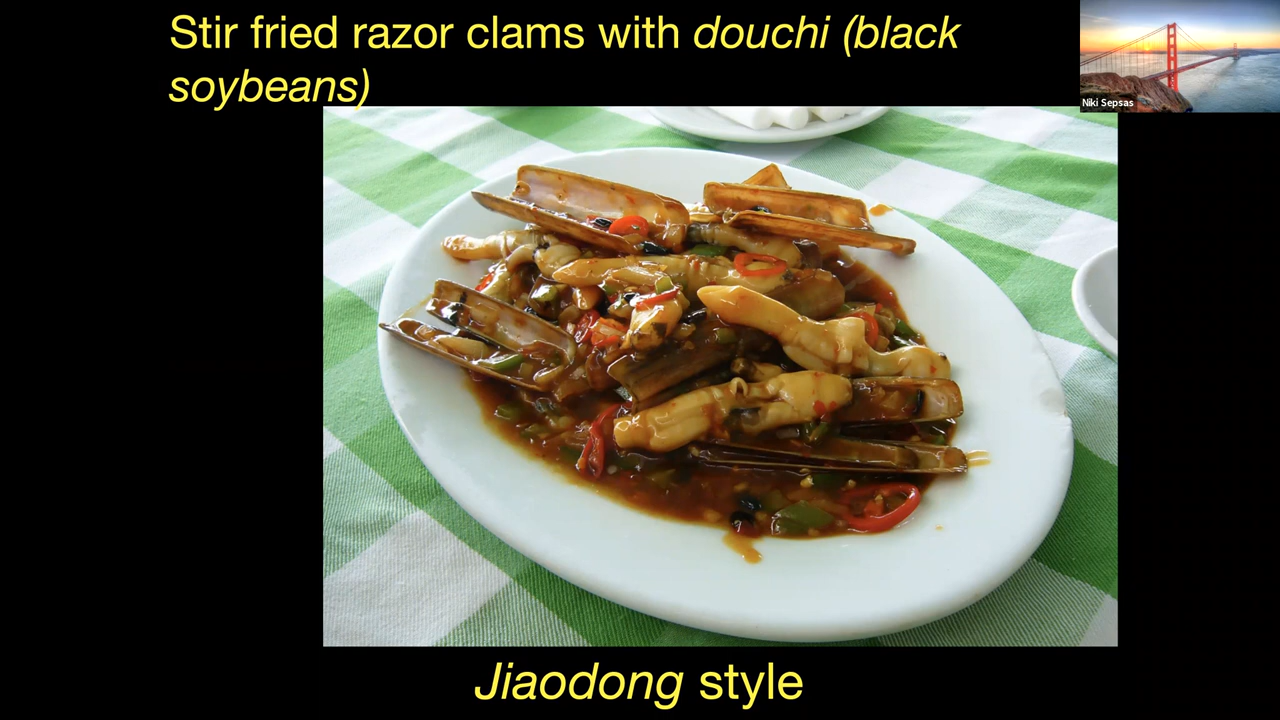 Stir fried razor clams with douchi (black
soybeans)
Niki Sepsas
Jiaodong style